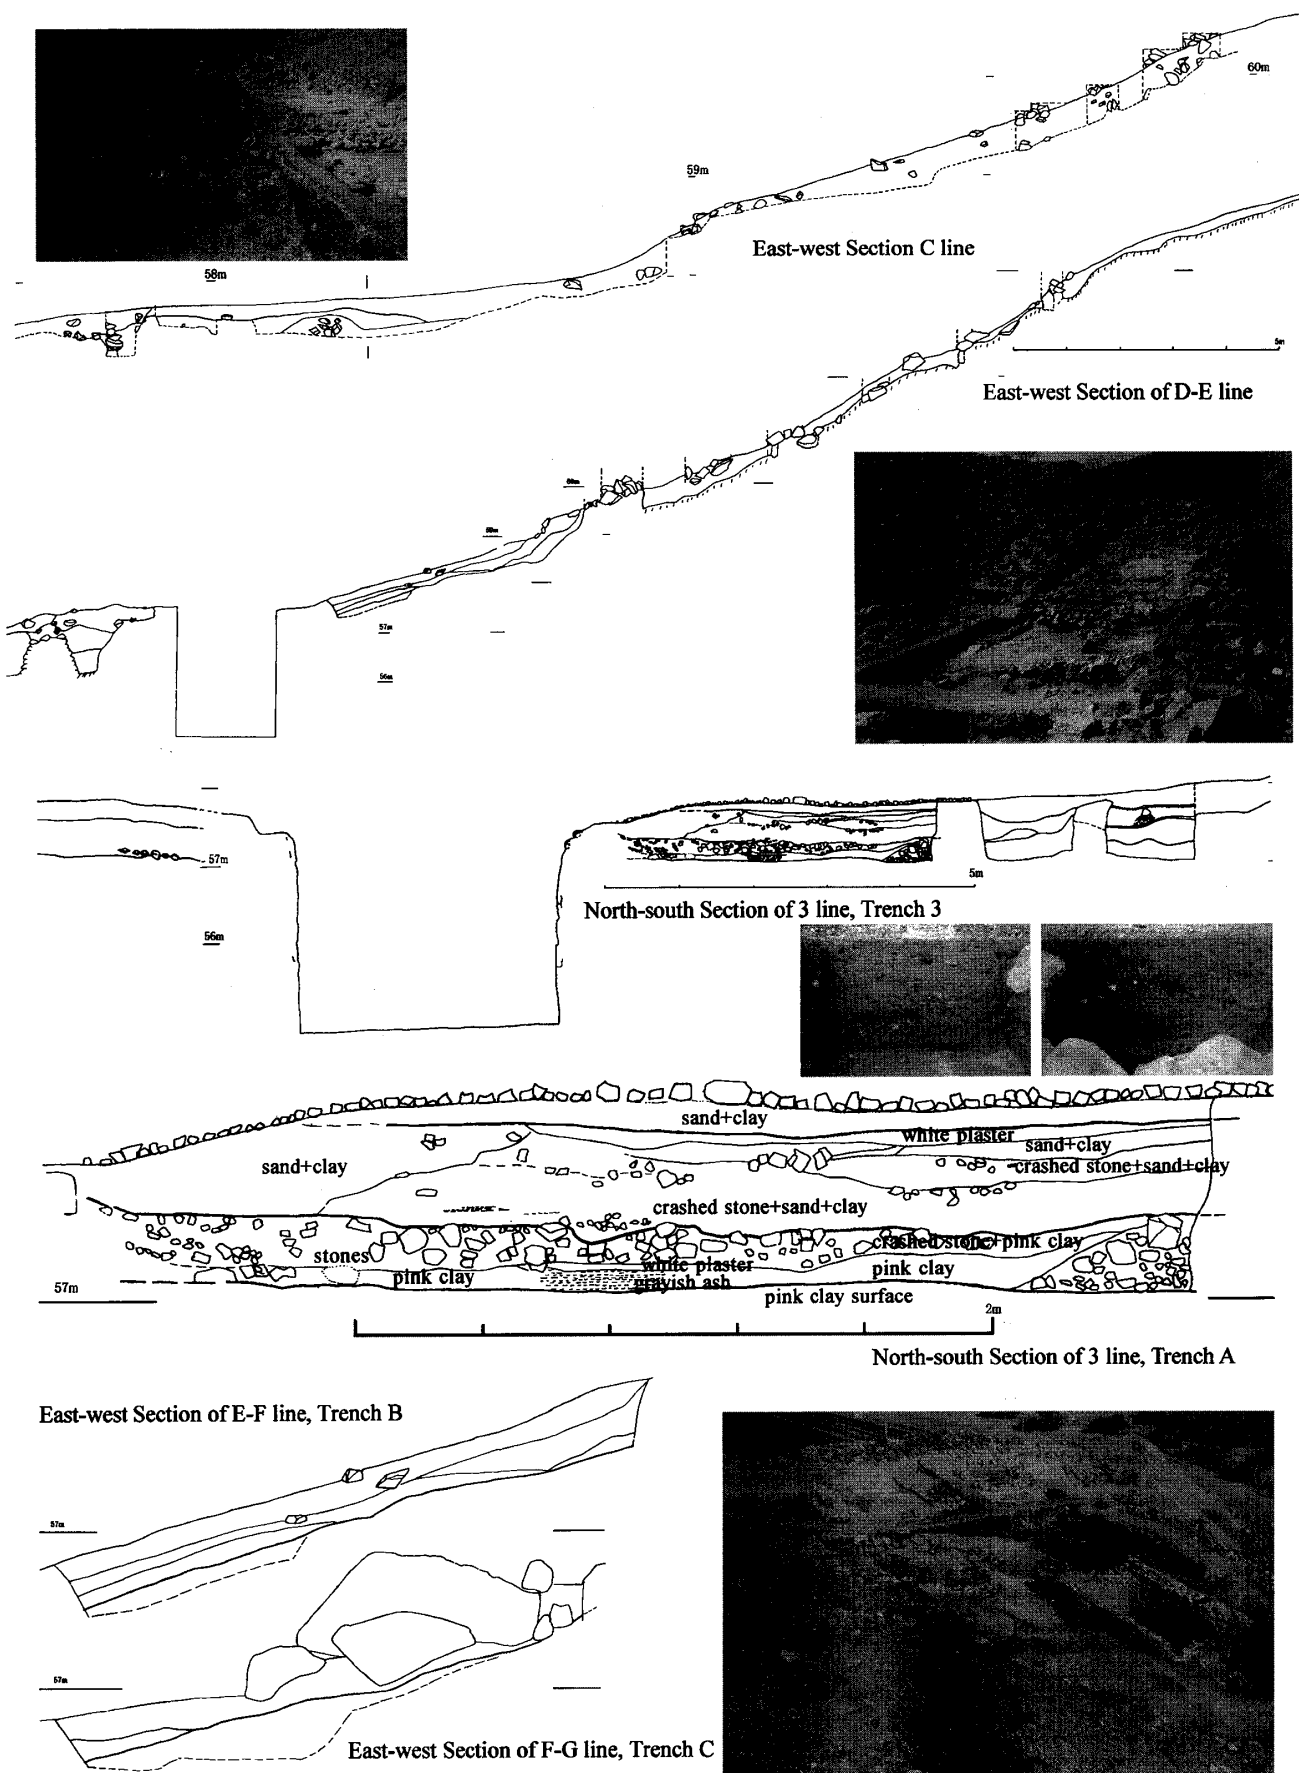 60m
59m
East-west Section C line
58m
5m
East-west Section of D-E line
57m
56m
57m
5m
North-south Section of 3 line, Trench 3
56m
sand+clay
white plaster
sand+clay
sand+clay
crashed stone+sand+clay
crashed stone+sand+clay
crashed stone+pink clay
stones
white plaster
pink clay
pink clay
grayish ash
57m
pink clay surface
2m
North-south Section of 3 line, Trench A
East-west Section of E-F line, Trench B
57m
57m
East-west Section of F-G line, Trench C